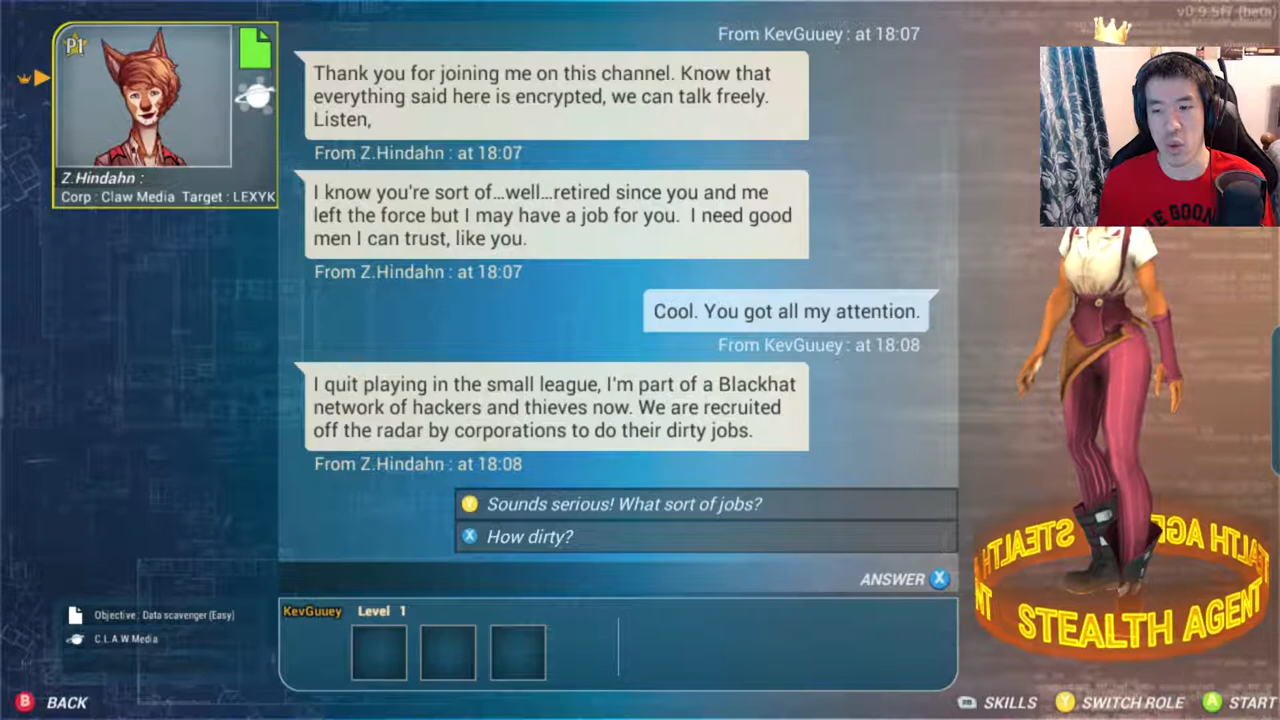 v0.9.5f7 (beta)
From KevGuuey : at 18:07
P1
Thank you for joining me on this channel. Know that
everything said here is encrypted, we can talk freely.
Listen,
From Z.Hindahn : at 18:07
Z.Hindahn :
Corp : Claw Media Target : LEXYK
I know you're sort of...well...retired since you and me
left the force but I may have a job for you. I need good
men I can trust, like you.
From Z.Hindahn : at 18:07
Cool. You got all my attention.
From KevGuuey : at 18:08
I quit playing in the small league, I'm part of a Blackhat
network of hackers and thieves now. We are recruited
off the radar by corporations to do their dirty jobs.
From Z.Hindahn : at 18:08
Y Sounds serious! What sort of jobs?
X How dirty?
ANSWER X
Objective : Data scavenger (Easy)
C.L.A.W Media
KevGuuey Level 1
STEALTH AGENT
B BACK
SKILLS Y SWITCH ROLE A START